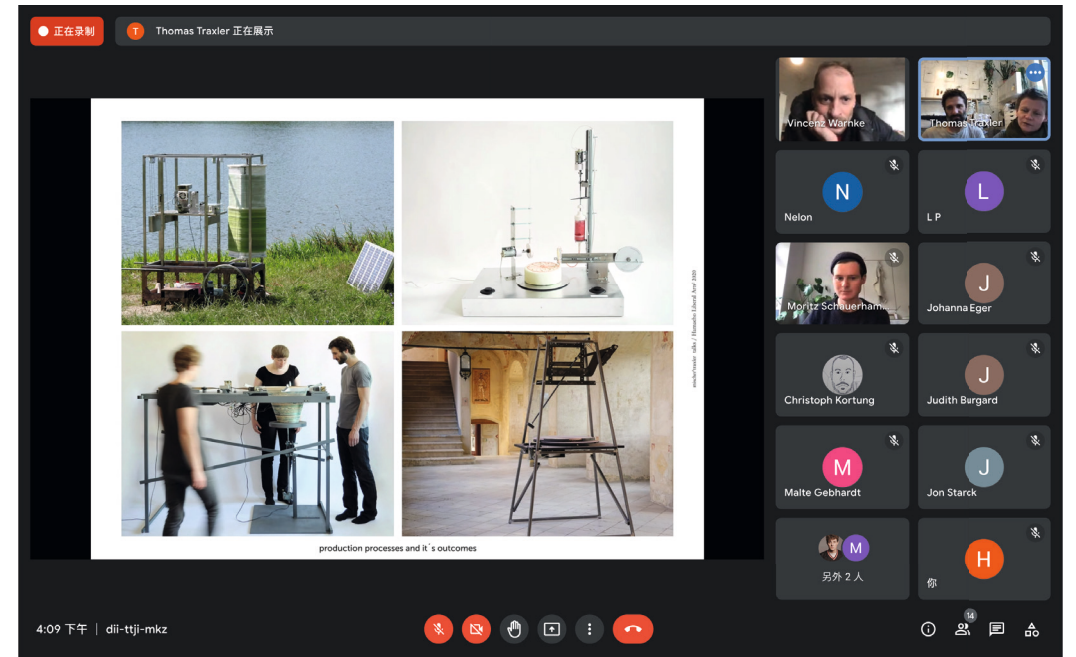 正在录制
T
Thomas Traxler 正在展示
Vincenz Warnke
Thomas Traxler
N
Nelon
L
L P
Moritz Schauerham...
J
Johanna Eger
Christoph Kortung
J
Judith Burgard
M
Malte Gebhardt
J
Jon Starck
M
另外 2 人
H
你
production processes and it´s outcomes
4:09 下午 | dii-ttji-mkz
14